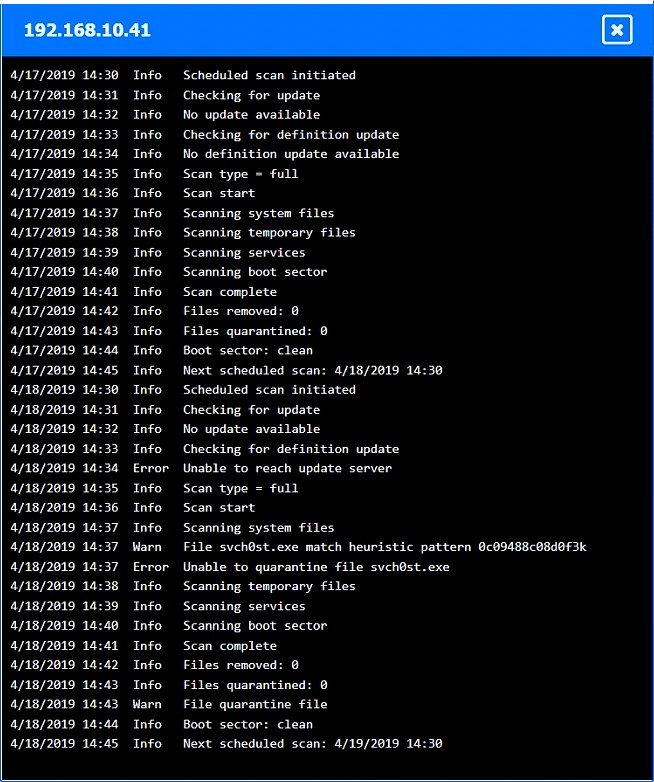 192.168.10.41
4/17/2019 14:30 Info Scheduled scan initiated
4/17/2019 14:31 Info Checking for update
4/17/2019 14:32 Info No update available
4/17/2019 14:33 Info Checking for definition update
4/17/2019 14:34 Info No definition update available
4/17/2019 14:35 Info Scan type = full
4/17/2019 14:36 Info Scan start
4/17/2019 14:37 Info Scanning system files
4/17/2019 14:38 Info Scanning temporary files
4/17/2019 14:39 Info Scanning services
4/17/2019 14:40 Info Scanning boot sector
4/17/2019 14:41 Info Scan complete
4/17/2019 14:42 Info Files removed: 0
4/17/2019 14:43 Info Files quarantined: 0
4/17/2019 14:44 Info Boot sector: clean
4/17/2019 14:45 Info Next scheduled scan: 4/18/2019 14:30
4/18/2019 14:30 Info Scheduled scan initiated
4/18/2019 14:31 Info Checking for update
4/18/2019 14:32 Info No update available
4/18/2019 14:33 Info Checking for definition update
4/18/2019 14:34 Error Unable to reach update server
4/18/2019 14:35 Info Scan type = full
4/18/2019 14:36 Info Scan start
4/18/2019 14:37 Info Scanning system files
4/18/2019 14:37 Warn File svch0st.exe match heuristic pattern 0c09488c08d0f3k
4/18/2019 14:37 Error Unable to quarantine file svch0st.exe
4/18/2019 14:38 Info Scanning temporary files
4/18/2019 14:39 Info Scanning services
4/18/2019 14:40 Info Scanning boot sector
4/18/2019 14:41 Info Scan complete
4/18/2019 14:42 Info Files removed: 0
4/18/2019 14:43 Info Files quarantined: 0
4/18/2019 14:43 Warn File quarantine file
4/18/2019 14:44 Info Boot sector: clean
4/18/2019 14:45 Info Next scheduled scan: 4/19/2019 14:30